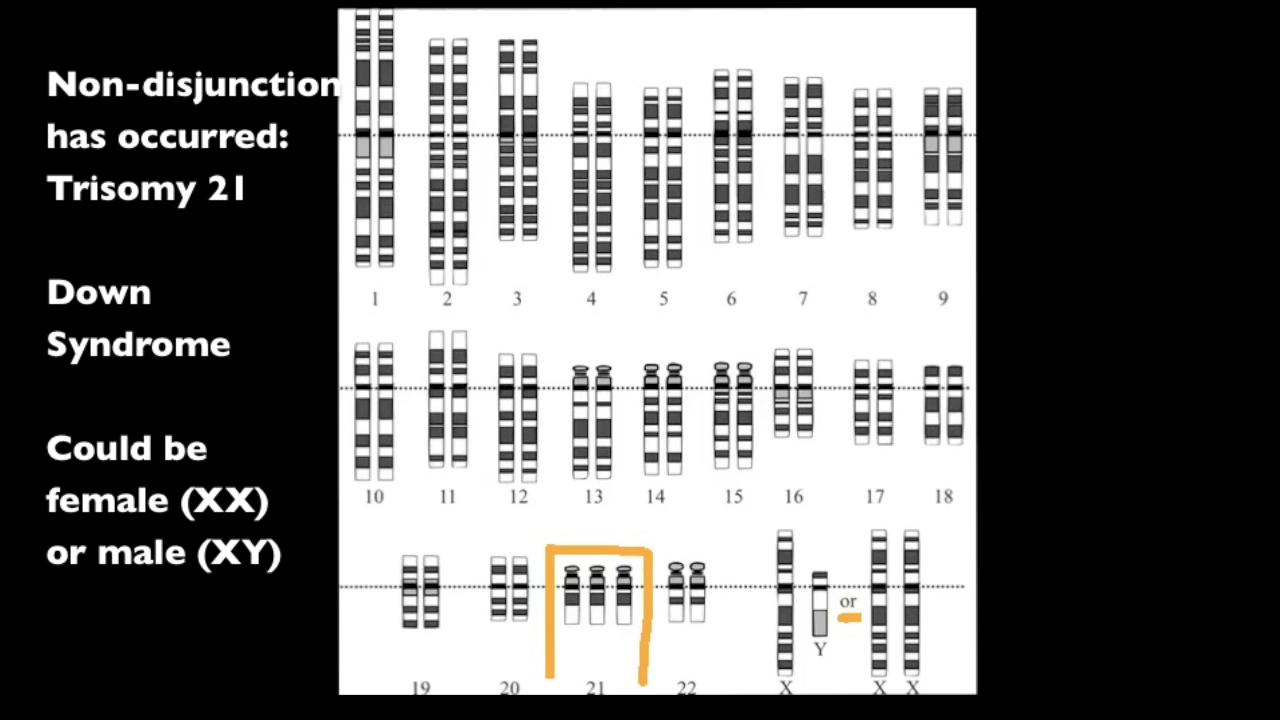 Non-disjunction
has occurred:
Trisomy 21
Down
Syndrome
Could be
female (XX)
or male (XY)
1 2 3 4 5 6 7 8 9
10 11 12 13 14 15 16 17 18
or
Y
19 20 21 22 X X X